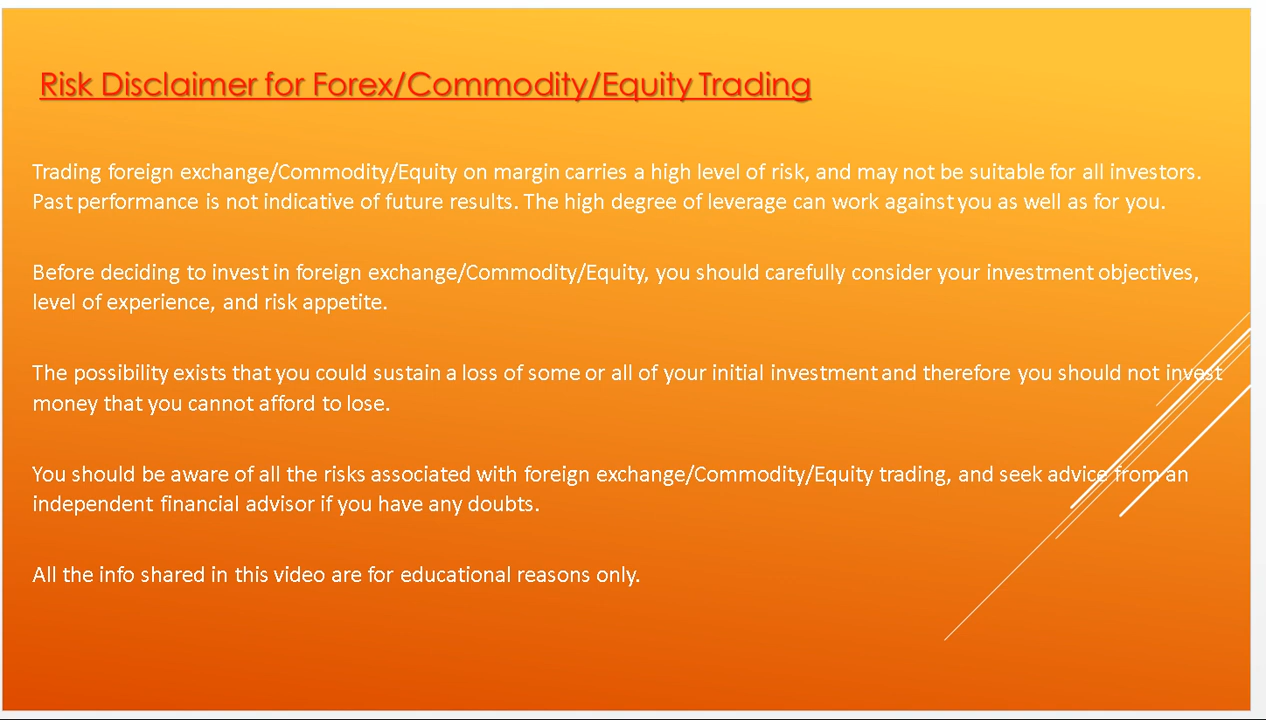 Risk Disclaimer for Forex/Commodity/Equity Trading
Trading foreign exchange/Commodity/Equity on margin carries a high level of risk, and may not be suitable for all investors.
Past performance is not indicative of future results. The high degree of leverage can work against you as well as for you.
Before deciding to invest in foreign exchange/Commodity/Equity, you should carefully consider your investment objectives,
level of experience, and risk appetite.
The possibility exists that you could sustain a loss of some or all of your initial investment and therefore you should not invest
money that you cannot afford to lose.
You should be aware of all the risks associated with foreign exchange/Commodity/Equity trading, and seek advice from an
independent financial advisor if you have any doubts.
All the info shared in this video are for educational reasons only.